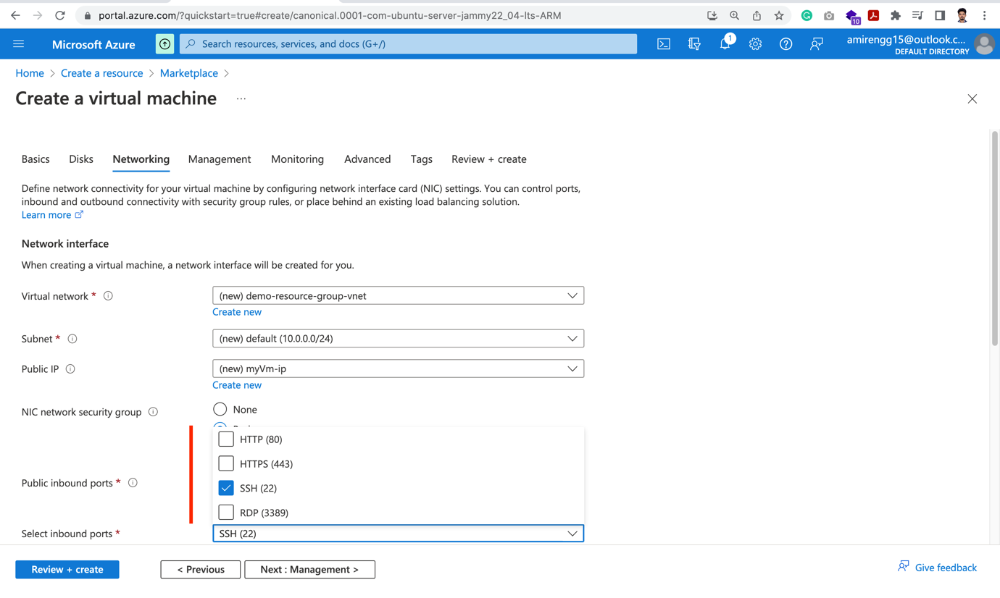 portal.azure.com/?quickstart=true#create/canonical.0001-com-ubuntu-server-jammy22_04-lts-ARM
10
Microsoft Azure
Search resources, services, and docs (G+/)
1
amirengg15@outlook.c...
DEFAULT DIRECTORY
Home > Create a resource > Marketplace >
Create a virtual machine ...
Basics Disks Networking Management Monitoring Advanced Tags Review + create
Define network connectivity for your virtual machine by configuring network interface card (NIC) settings. You can control ports,
inbound and outbound connectivity with security group rules, or place behind an existing load balancing solution.
Learn more
Network interface
When creating a virtual machine, a network interface will be created for you.
Virtual network *
(new) demo-resource-group-vnet
Create new
Subnet *
(new) default (10.0.0.0/24)
Public IP
(new) myVm-ip
Create new
NIC network security group
None
HTTP (80)
HTTPS (443)
Public inbound ports *
SSH (22)
RDP (3389)
Select inbound ports *
SSH (22)
Review + create
< Previous
Next : Management >
Give feedback